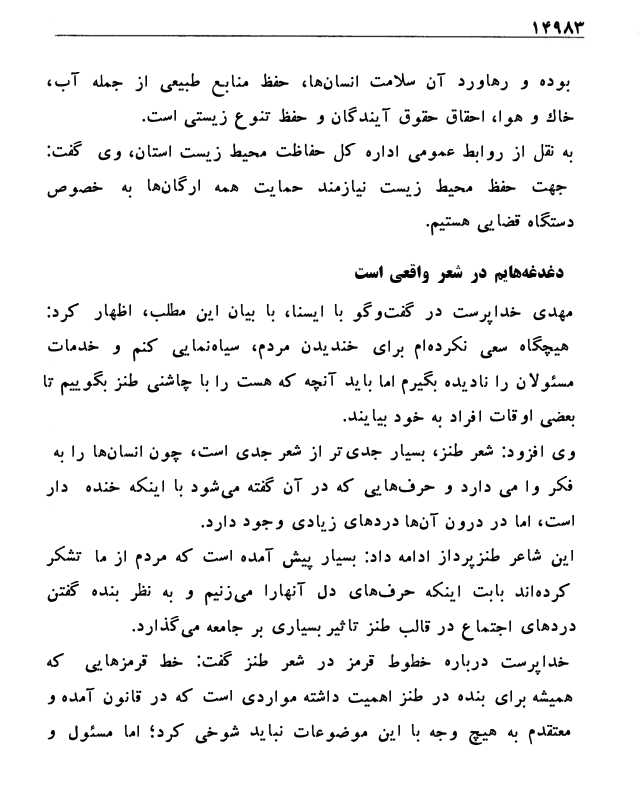 ۱۴۹۸۳
بوده و رهاورد آن سلامت انسان‌ها، حفظ منابع طبیعی از جمله آب،
خاك و هوا، احقاق حقوق آیندگان و حفظ تنوع زیستی است.
به نقل از روابط عمومی اداره کل حفاظت محیط زیست استان، وی گفت:
جهت حفظ محیط زیست نیازمند حمایت همه ارگان‌ها به خصوص
دستگاه قضایی هستیم.
دغدغه‌هایم در شعر واقعی است
مهدی خداپرست در گفت‌وگو با ایسنا، با بیان این مطلب، اظهار کرد:
هیچگاه سعی نکرده‌ام برای خندیدن مردم، سیاه‌نمایی کنم و خدمات
مسئولان را نادیده بگیرم اما باید آنچه که هست را با چاشنی طنز بگوییم تا
بعضی اوقات افراد به خود بیایند.
وی افزود: شعر طنز، بسیار جدی‌تر از شعر جدی است، چون انسان‌ها را به
فکر وا می دارد و حرف‌هایی که در آن گفته می‌شود با اینکه خنده دار
است، اما در درون آن‌ها دردهای زیادی وجود دارد.
این شاعر طنزپرداز ادامه داد: بسیار پیش آمده است که مردم از ما تشکر
کرده‌اند بابت اینکه حرف‌های دل آنهارا می‌زنیم و به نظر بنده گفتن
دردهای اجتماع در قالب طنز تاثیر بسیاری بر جامعه می‌گذارد.
خداپرست درباره خطوط قرمز در شعر طنز گفت: خط قرمزهایی که
همیشه برای بنده در طنز اهمیت داشته مواردی است که در قانون آمده و
معتقدم به هیچ وجه با این موضوعات نباید شوخی کرد؛ اما مسئول و